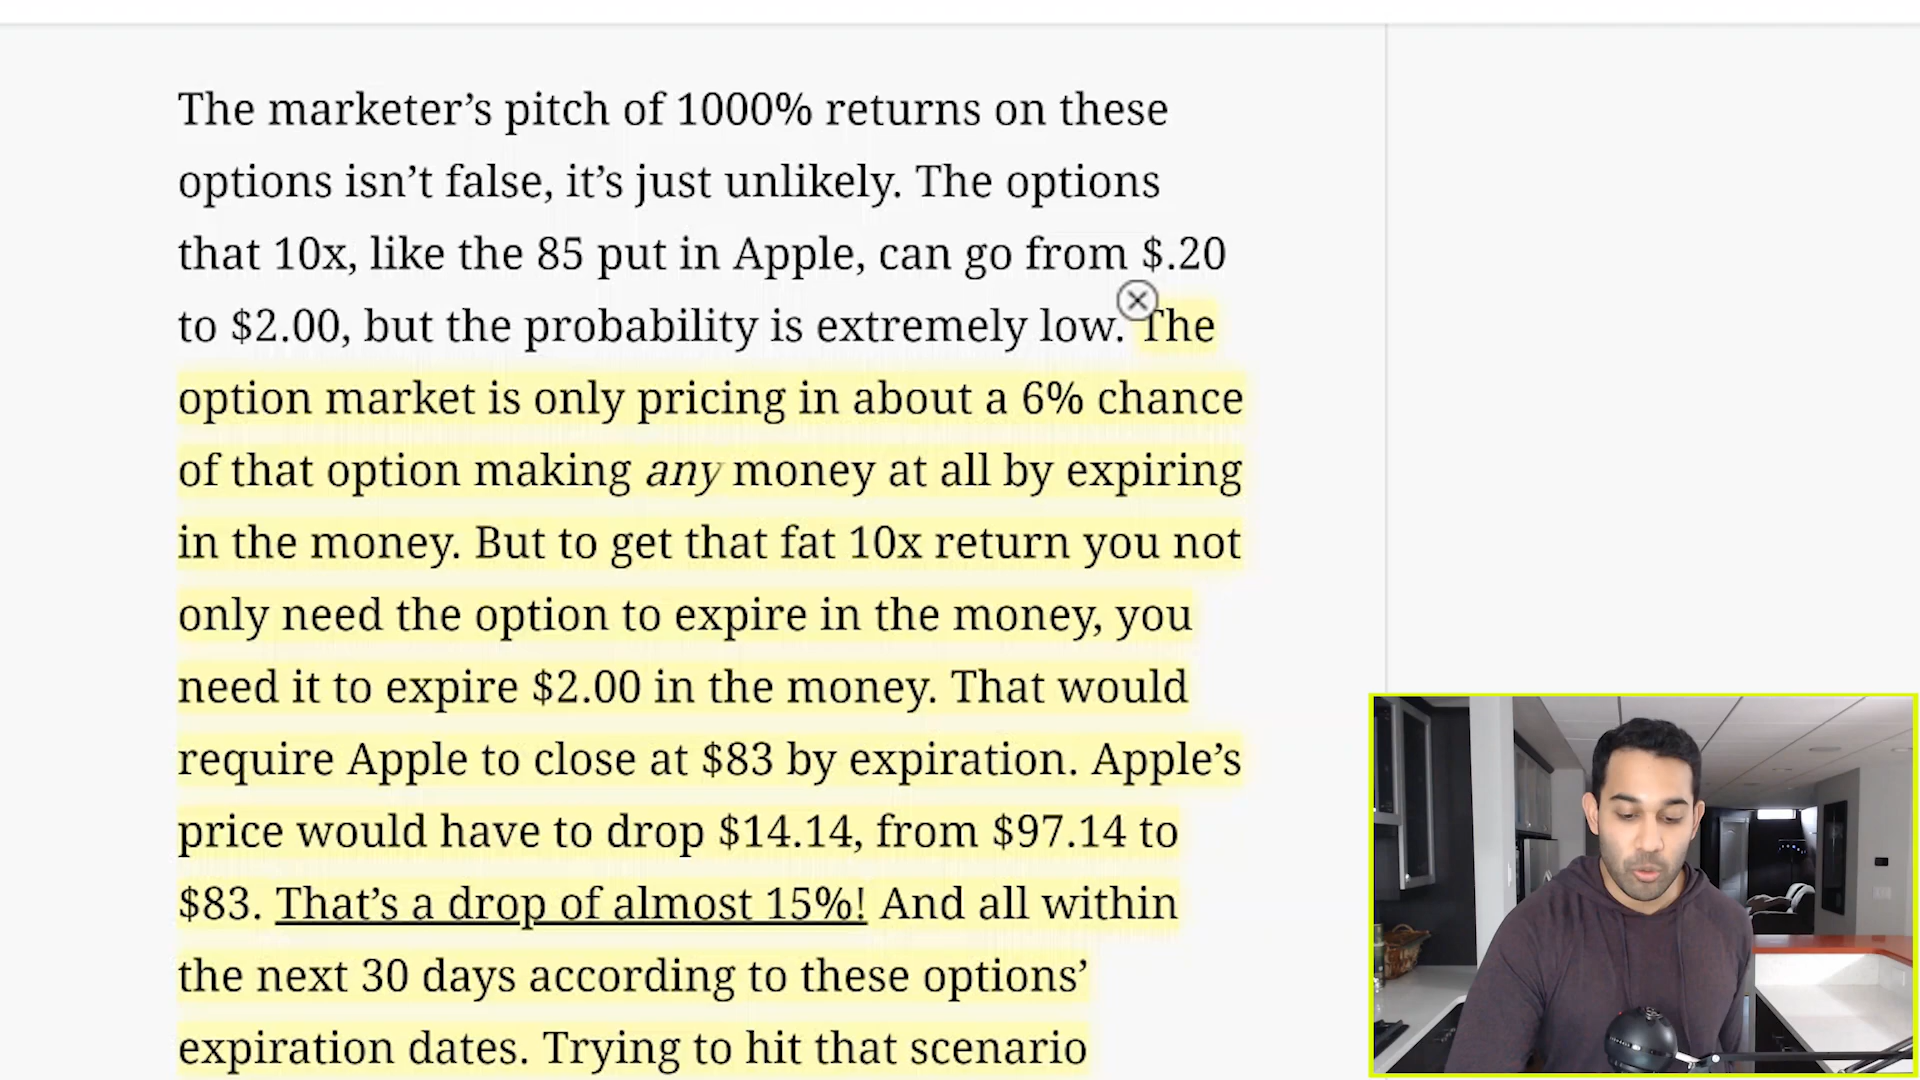 The marketer’s pitch of 1000% returns on these
options isn’t false, it’s just unlikely. The options
that 10x, like the 85 put in Apple, can go from $.20
to $2.00, but the probability is extremely low. The
option market is only pricing in about a 6% chance
of that option making any money at all by expiring
in the money. But to get that fat 10x return you not
only need the option to expire in the money, you
need it to expire $2.00 in the money. That would
require Apple to close at $83 by expiration. Apple’s
price would have to drop $14.14, from $97.14 to
$83. That’s a drop of almost 15%! And all within
the next 30 days according to these options’
expiration dates. Trying to hit that scenario